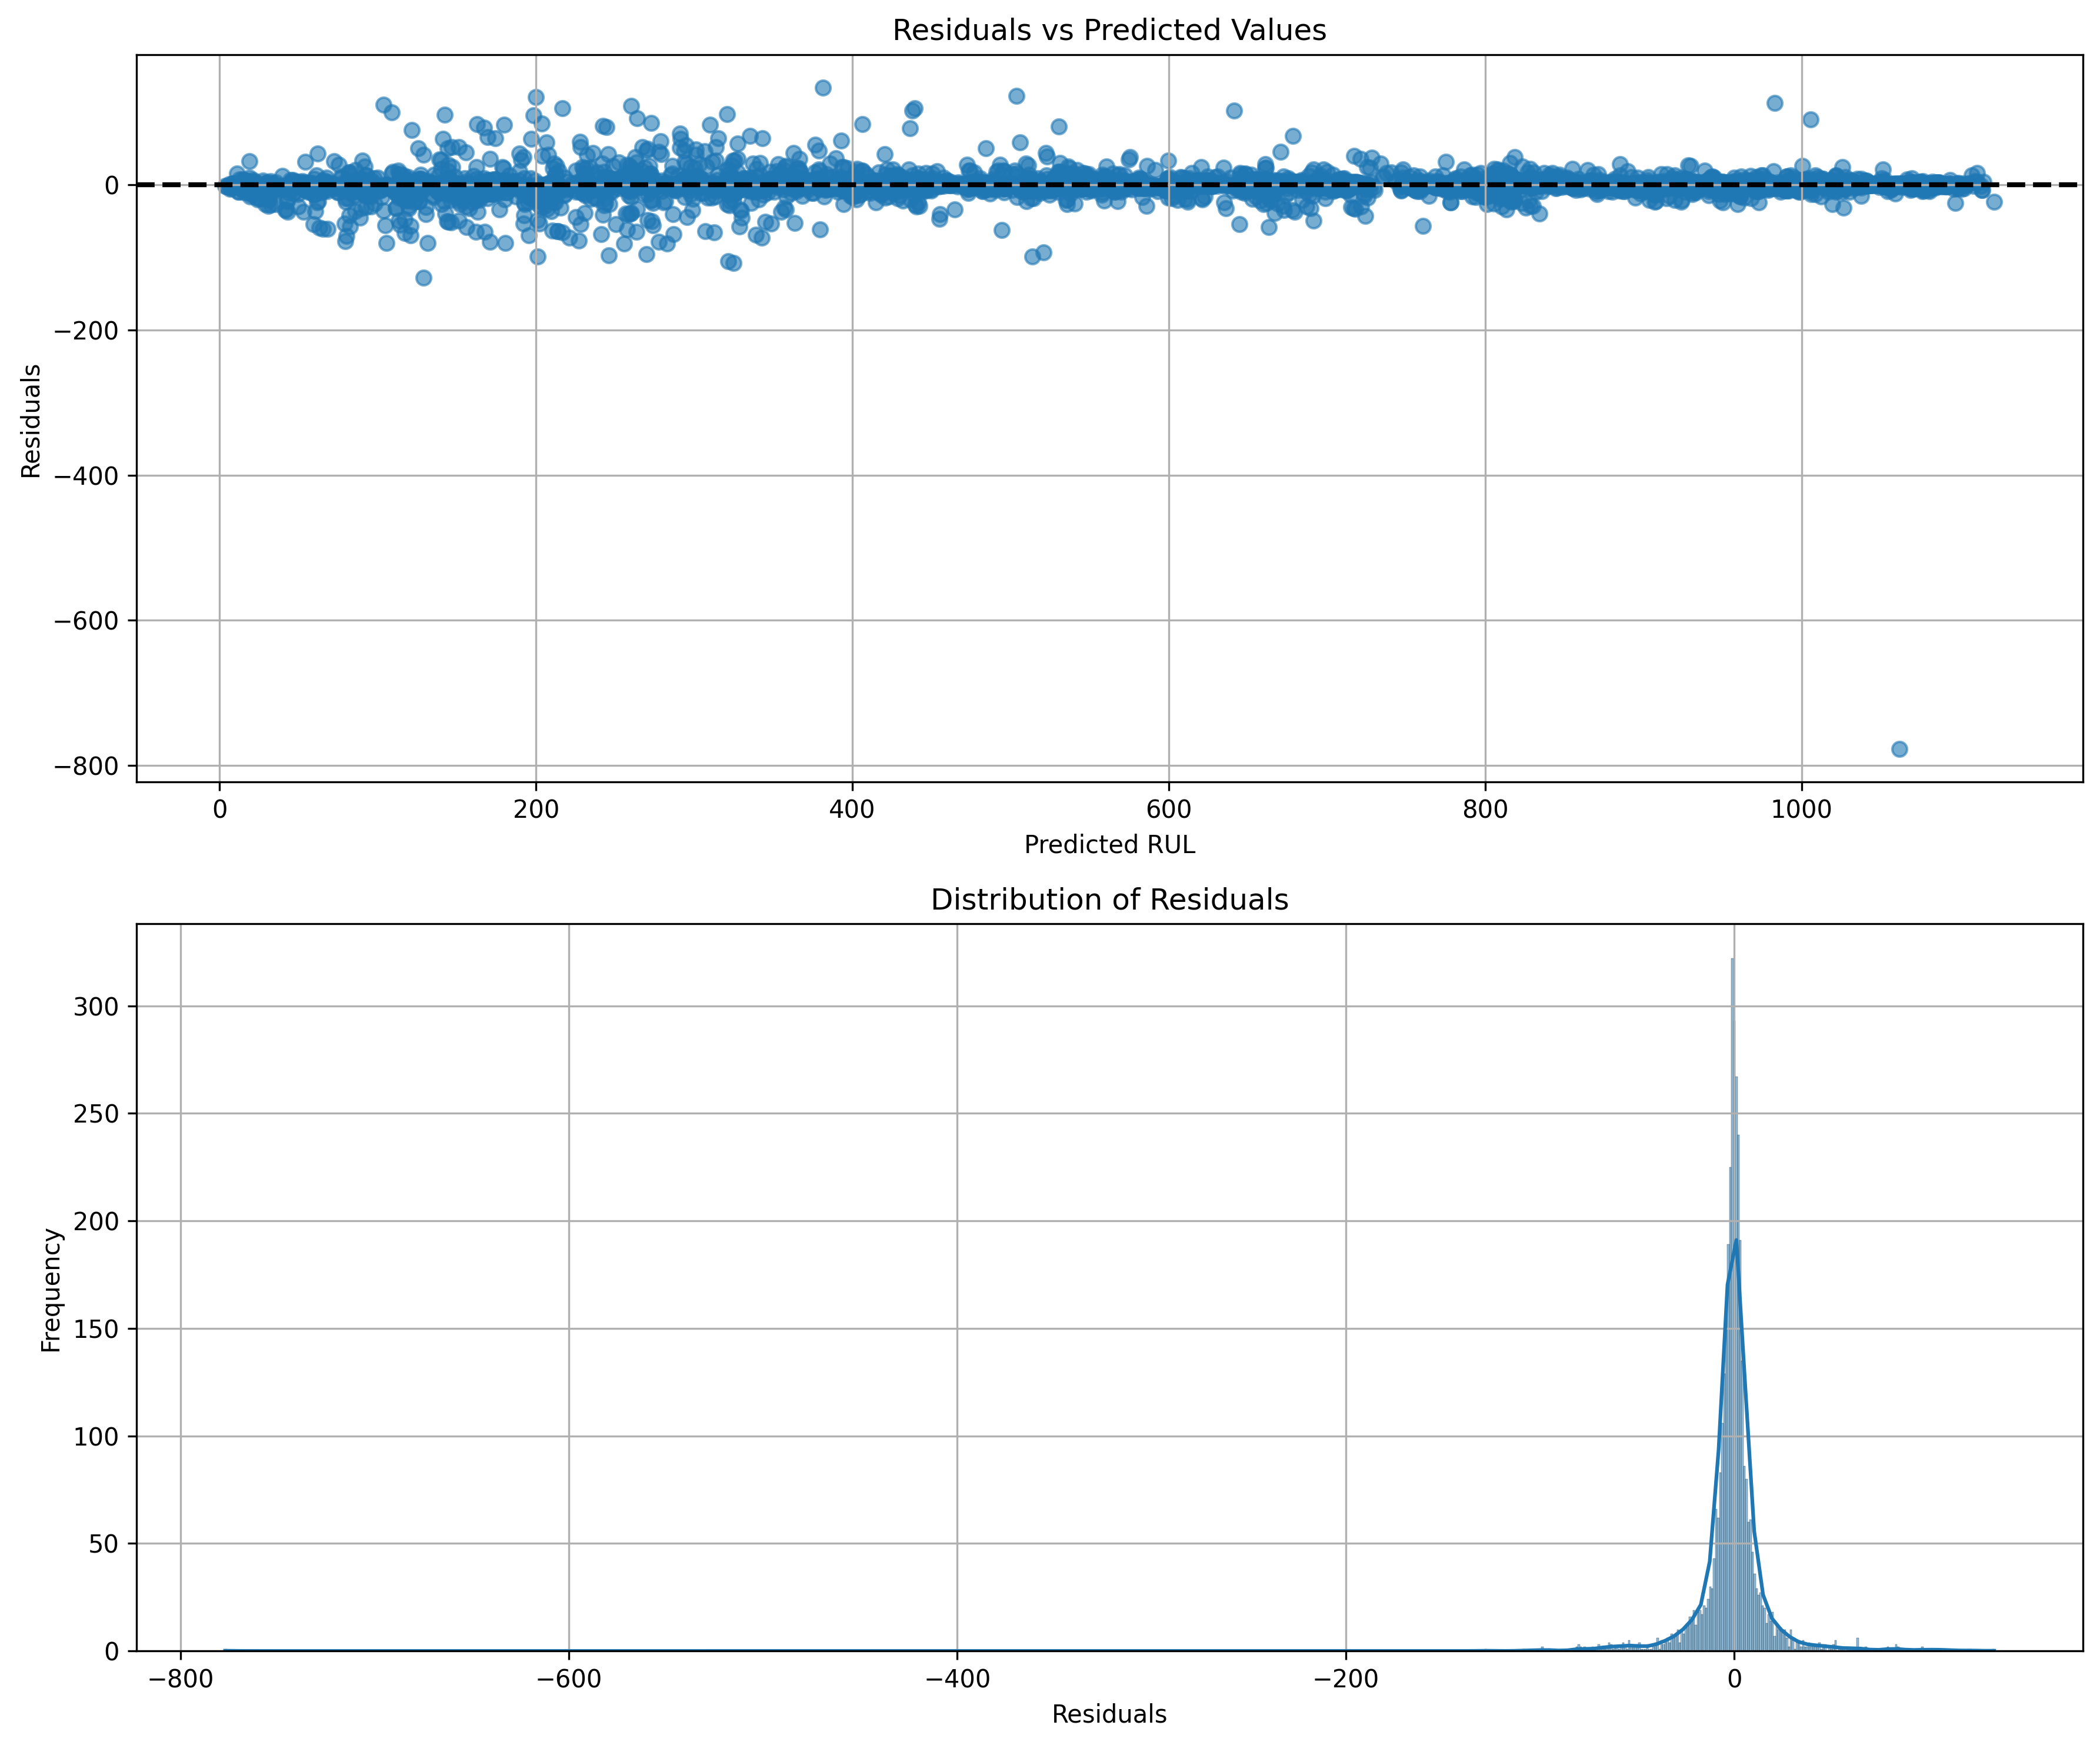 Residuals vs Predicted Values
0
−200
−400
−600
−800
Residuals
0 200 400 600 800 1000
Predicted RUL
Distribution of Residuals
300
250
200
150
100
50
0
Frequency
−800 −600 −400 −200 0
Residuals